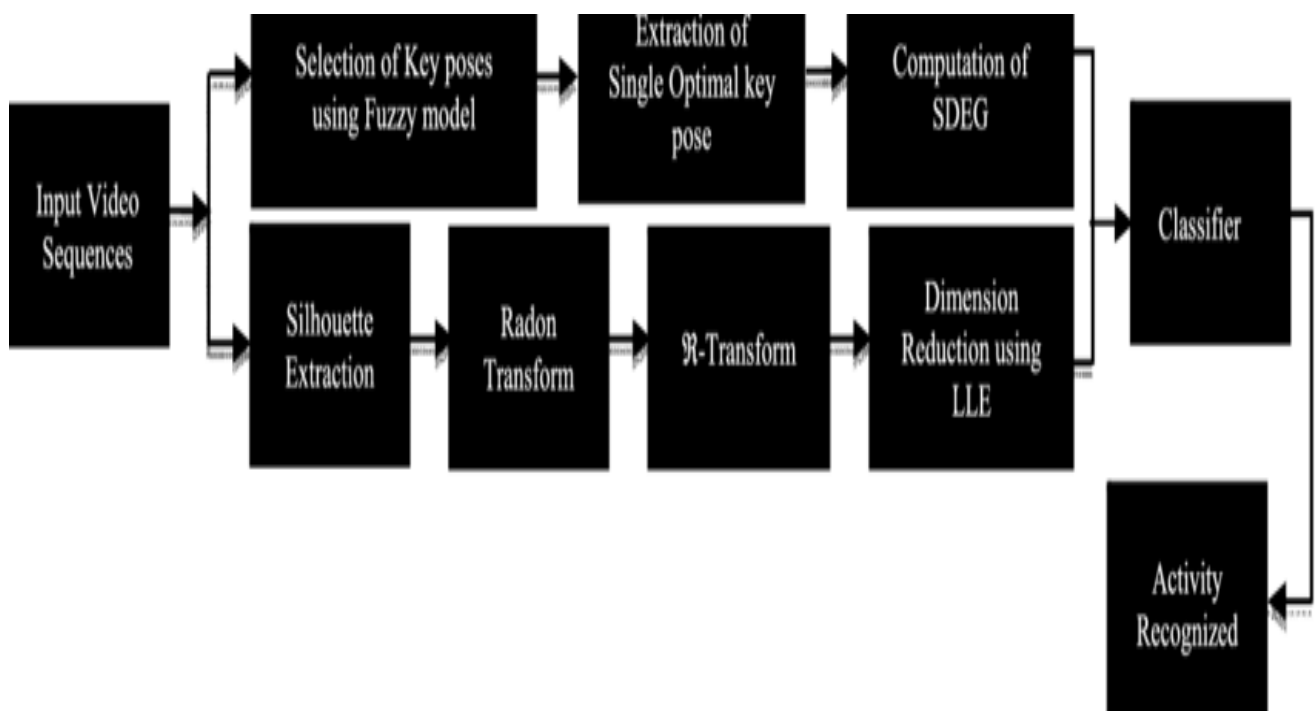 Input Video
Sequences
Selection of Key poses
using Fuzzy model
Extraction of
Single Optimal key
pose
Computation of
SDEG
Silhouette
Extraction
Radon
Transform
ℜ-Transform
Dimension
Reduction using
LLE
Classifier
Activity
Recognized